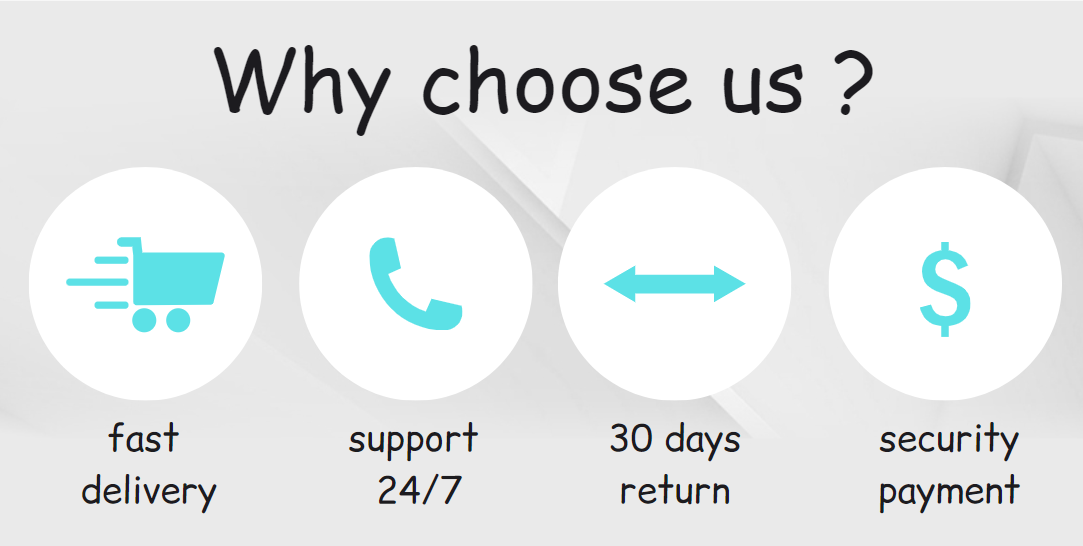 Why choose us ?
fast
delivery
support
24/7
30 days
return
security
payment